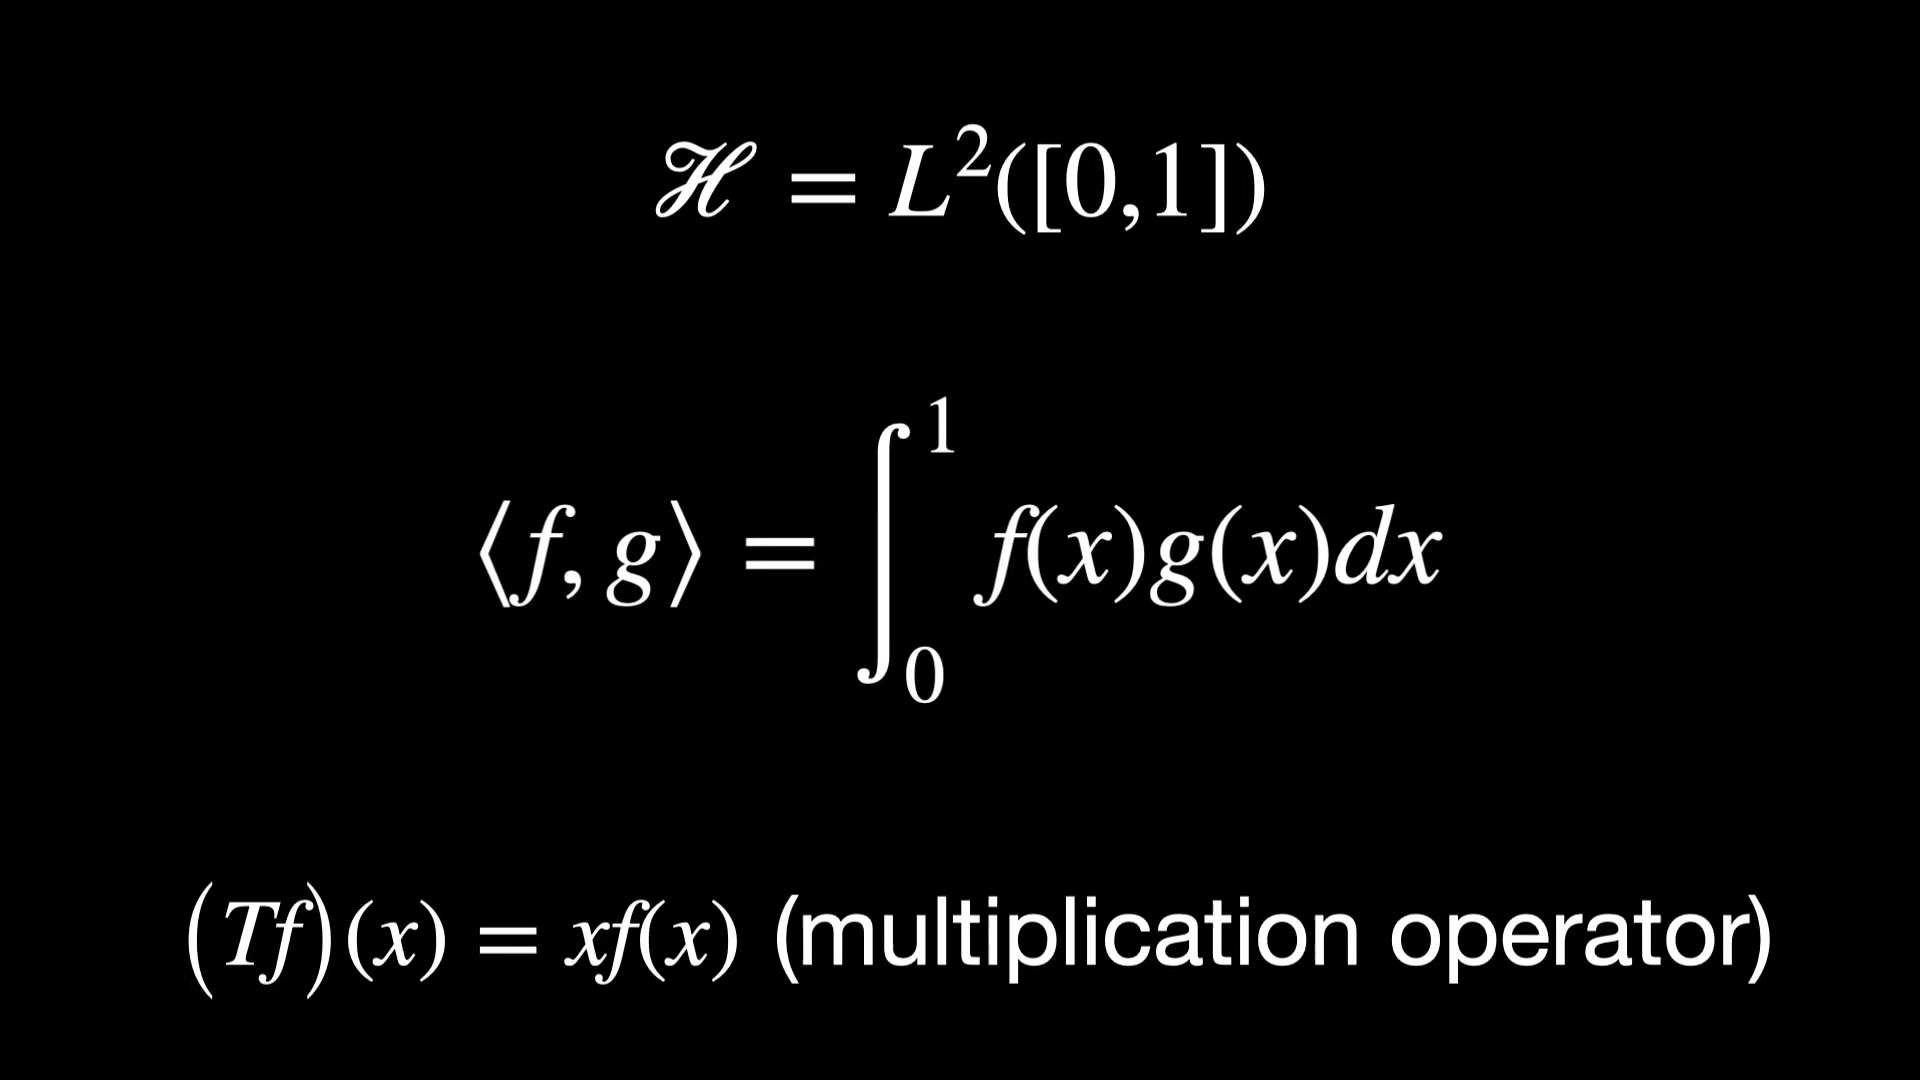 ℋ = L²([0,1])
⟨f, g⟩ = ∫₀¹ f(x)g(x)dx
(Tf)(x) = xf(x) (multiplication operator)